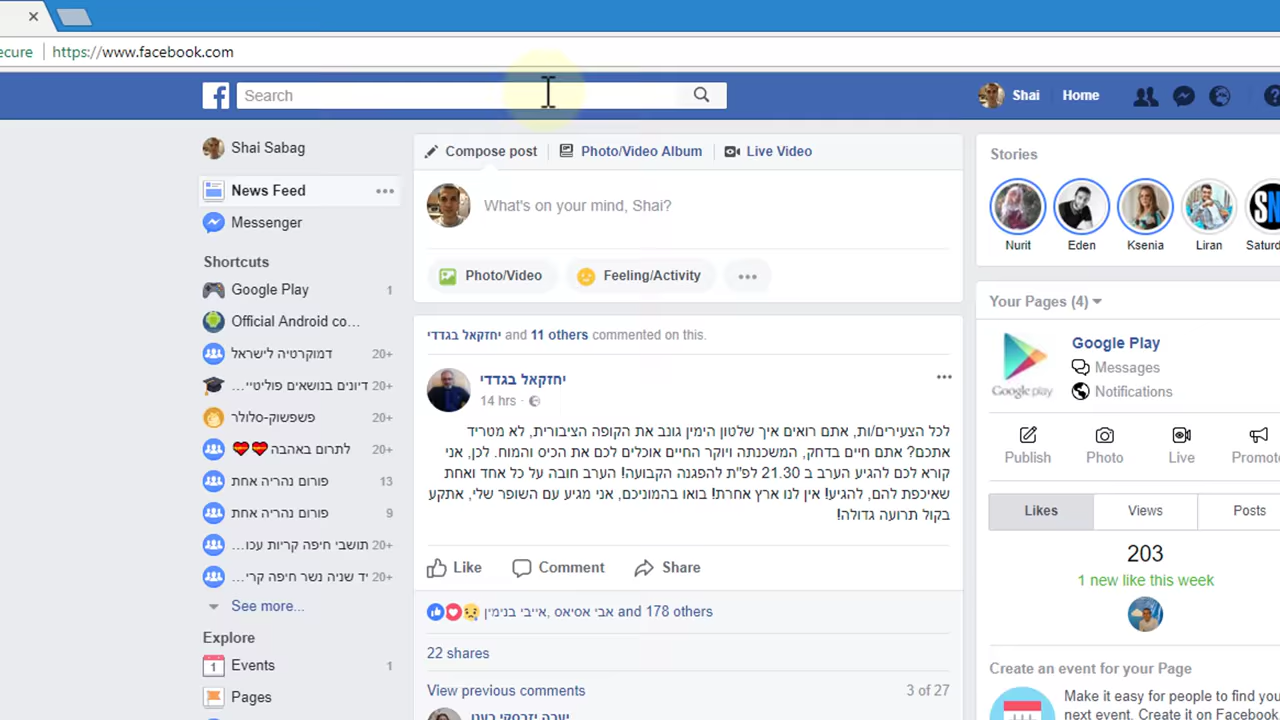 ecure
https://www.facebook.com
Search
Shai
Home
Shai Sabag
News Feed
Messenger
Shortcuts
Google Play 1
Official Android co...
דמוקרטיה לישראל 20+
דיונים בנושאים פוליטיי... 20+
פשפשוק-סלולר 20+
לתרום באהבה 20+
פורום נהריה אחת 13
פורום נהריה אחת 9
תושבי חיפה קריות עכו... 20+
יד שניה נשר חיפה קרי... 20+
See more...
Explore
Events 1
Pages
Compose post
Photo/Video Album
Live Video
What's on your mind, Shai?
Photo/Video
Feeling/Activity
יחזקאל בגדדי and 11 others commented on this.
יחזקאל בגדדי
14 hrs
לכל הצעירים/ות, אתם רואים איך שלטון הימין גונב את הקופה הציבורית, לא מטריד
אתכם? אתם חיים בדחק, המשכנתה ויוקר החיים אוכלים לכם את הכיס והמוח. לכן, אני
קורא לכם להגיע הערב ב 21.30 לפ"ת להפגנה הקבועה! הערב חובה על כל אחד ואחת
שאיכפת להם, להגיע! אין לנו ארץ אחרת! בואו בהמוניכם, אני מגיע עם השופר שלי, אתקע
בקול תרועה גדולה!
Like
Comment
Share
אבי אסיאו, אייבי בנימין and 178 others
22 shares
View previous comments
3 of 27
Stories
Nurit
Eden
Ksenia
Liran
Saturd
SN
Your Pages (4)
Google Play
Messages
Notifications
Google play
Publish
Photo
Live
Promot
Likes
Views
Posts
203
1 new like this week
Create an event for your Page
Make it easy for people to find you
next event. Create it on Facebook